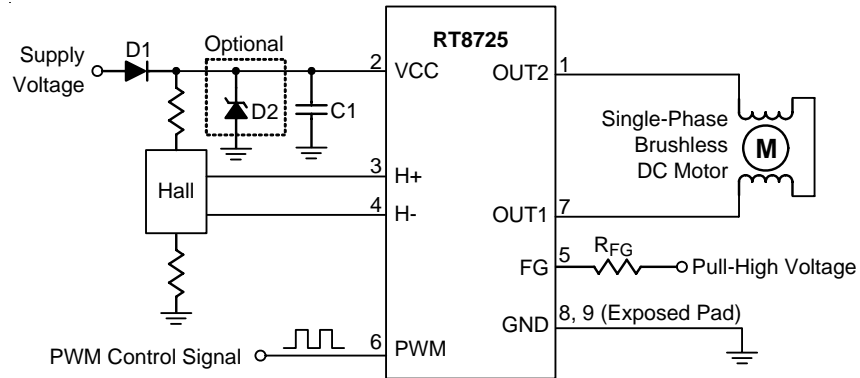 RT8725
Supply
Voltage
D1
Optional
D2
C1
2
VCC
OUT2
1
Single-Phase
Brushless
DC Motor
M
Hall
3
H+
4
H-
OUT1
7
FG
5
RFG
Pull-High Voltage
GND
8, 9 (Exposed Pad)
PWM Control Signal
6
PWM